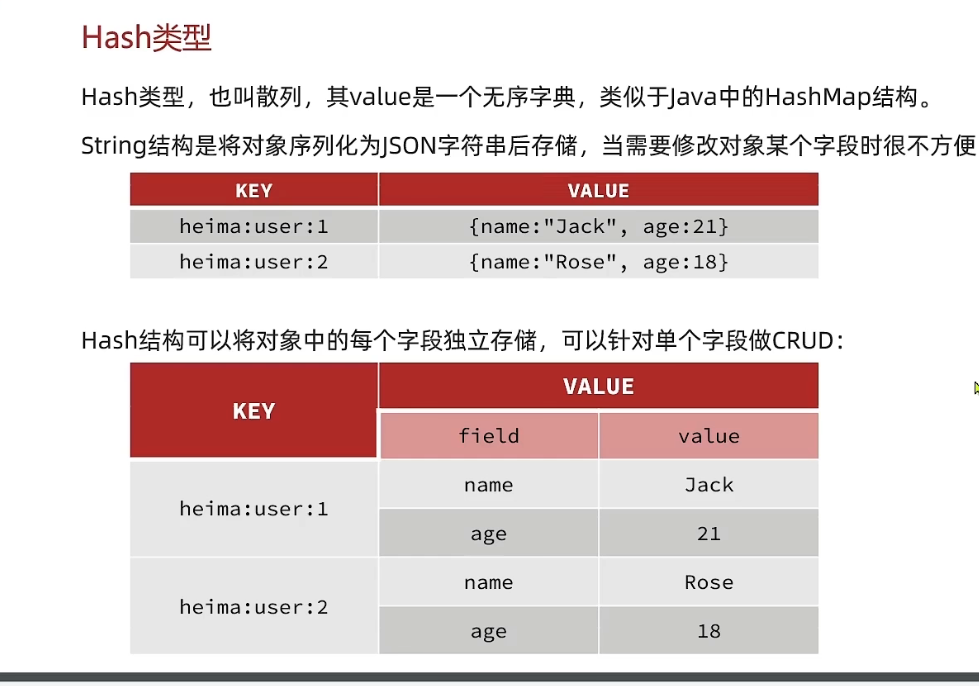 Hash类型
Hash类型，也叫散列，其value是一个无序字典，类似于Java中的HashMap结构。
String结构是将对象序列化为JSON字符串后存储，当需要修改对象某个字段时很不方便
KEY VALUE
heima:user:1 {name:"Jack", age:21}
heima:user:2 {name:"Rose", age:18}
Hash结构可以将对象中的每个字段独立存储，可以针对单个字段做CRUD：
KEY VALUE
field value
heima:user:1 name Jack
age 21
heima:user:2 name Rose
age 18